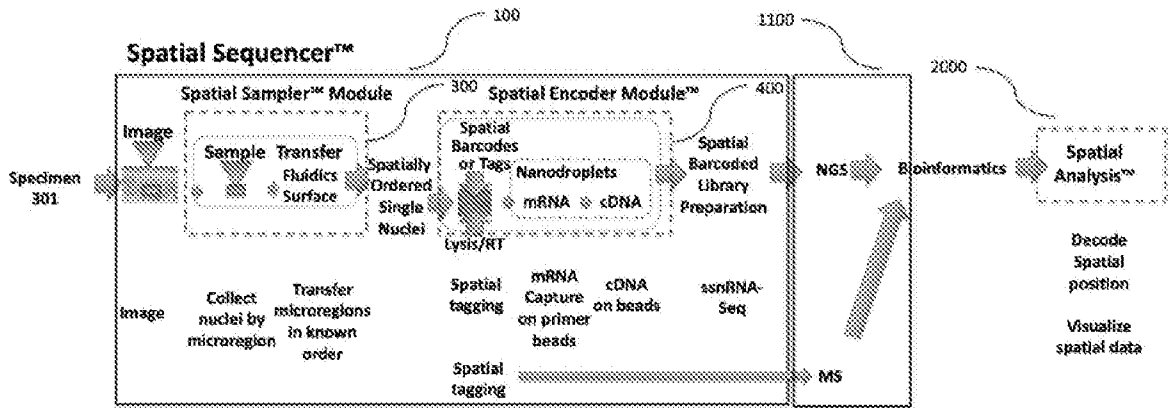 100
1100
Spatial Sequencer™
2000
Spatial Sampler™ Module
300
Spatial Encoder Module™
400
Image
Sample
Transfer
Fluidics
Surface
Spatially
Ordered
Single
Nuclei
Spatial
Barcodes
or Tags
Nanodroplets
mRNA
cDNA
Lysis/RT
Spatial
Barcoded
Library
Preparation
Specimen
301
NGS
Bioinformatics
Spatial
Analysis™
Image
Collect
nuclei by
microregion
Transfer
microregions
in known
order
Spatial
tagging
mRNA
Capture
on primer
beads
cDNA
on beads
ssnRNA-
Seq
Decode
Spatial
position
Visualize
spatial data
Spatial
tagging
MS